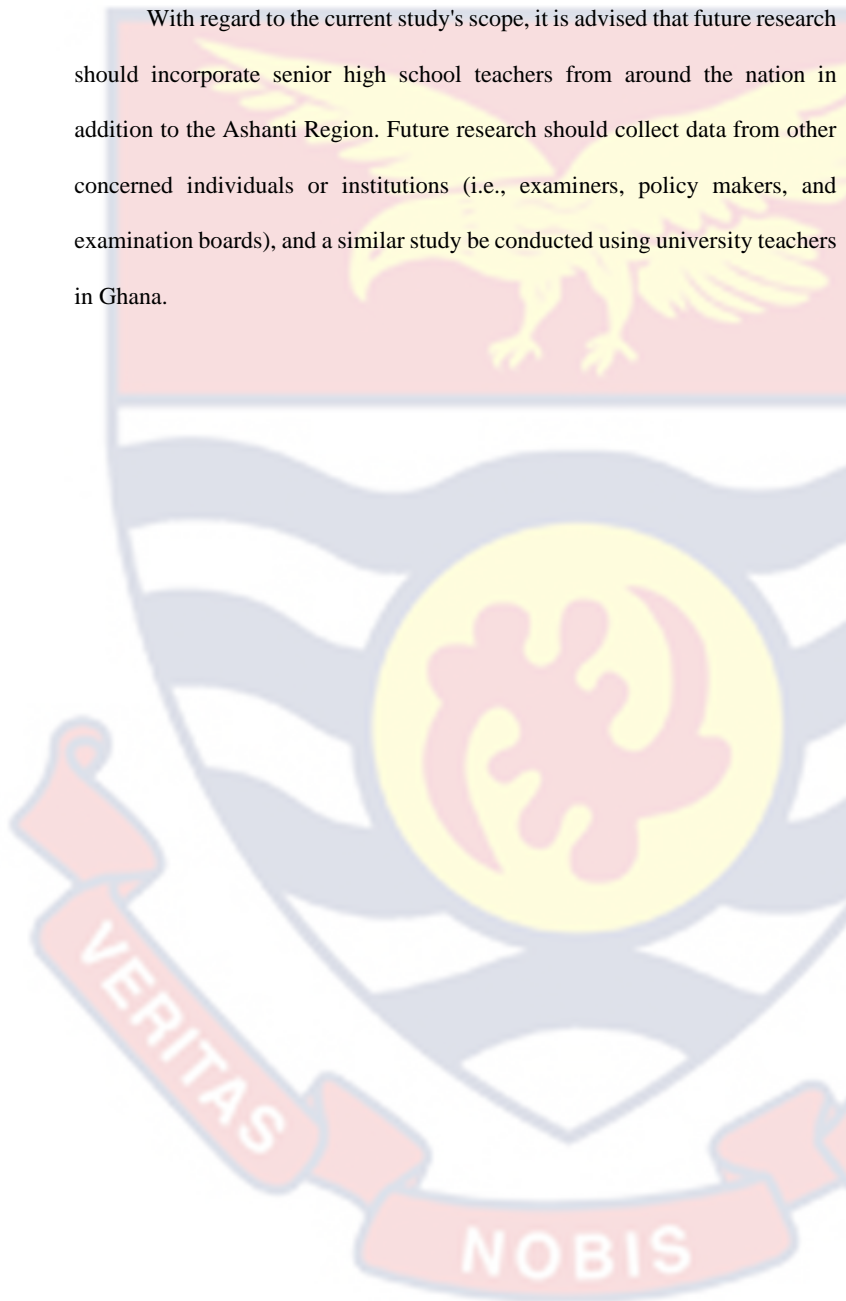 With regard to the current study's scope, it is advised that future research
should incorporate senior high school teachers from around the nation in
addition to the Ashanti Region. Future research should collect data from other
concerned individuals or institutions (i.e., examiners, policy makers, and
examination boards), and a similar study be conducted using university teachers
in Ghana.
VERITAS
NOBIS